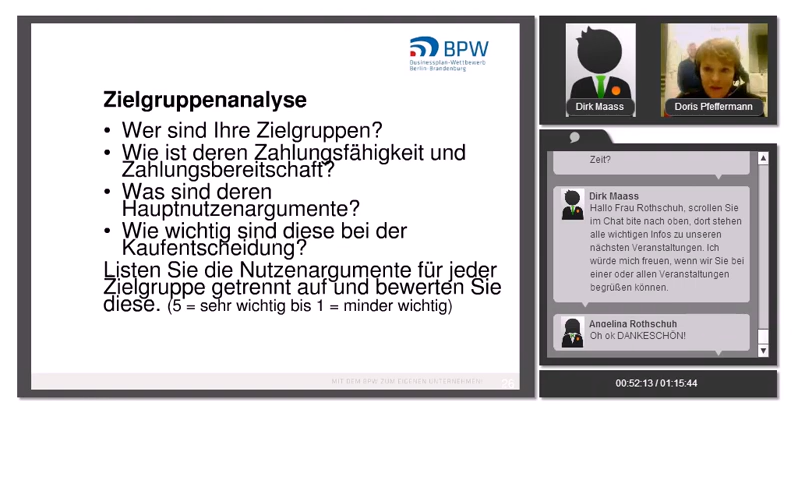 BPW
Businessplan-Wettbewerb
Berlin-Brandenburg
Zielgruppenanalyse
• Wer sind Ihre Zielgruppen?
• Wie ist deren Zahlungsfähigkeit und
Zahlungsbereitschaft?
• Was sind deren
Hauptnutzenargumente?
• Wie wichtig sind diese bei der
Kaufentscheidung?
Listen Sie die Nutzenargumente für jeder
Zielgruppe getrennt auf und bewerten Sie
diese. (5 = sehr wichtig bis 1 = minder wichtig)
MIT DEM BPW ZUM EIGENEN UNTERNEHMEN!
Dirk Maass
Doris Pfeffermann
Zeit?
Dirk Maass
Hallo Frau Rothschuh, scrollen Sie
im Chat bite nach oben, dort stehen
alle wichtigen Infos zu unseren
nächsten Veranstaltungen. Ich
würde mich freuen, wenn wir Sie bei
einer oder allen Veranstaltungen
begrüßen können.
Angelina Rothschuh
Oh ok DANKESCHÖN!
00:52:13 / 01:15:44